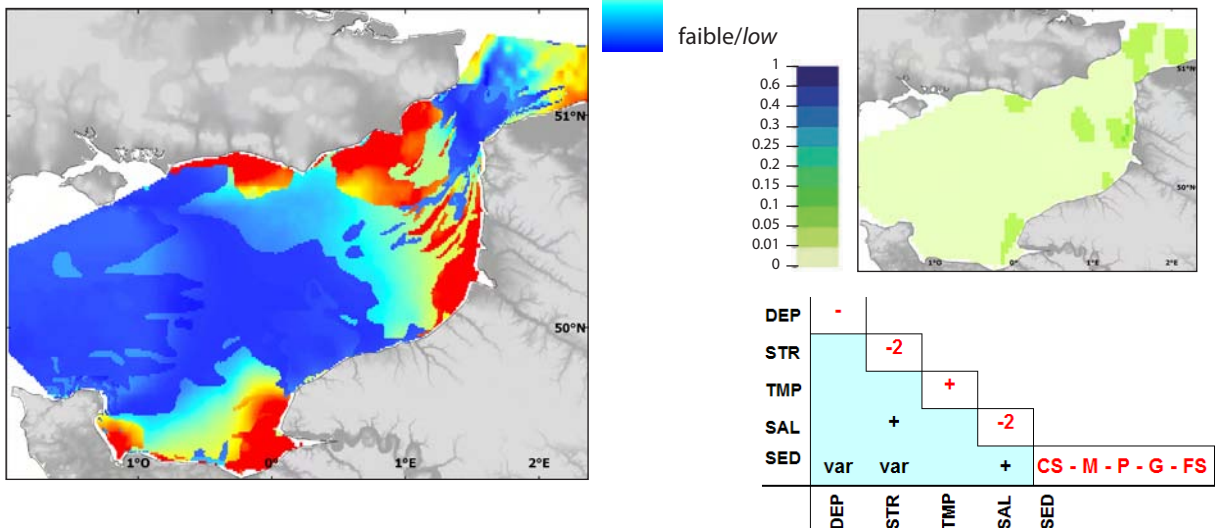 faible/low
51°N
50°N
1°O
0°
1°E
2°E
1
0.6
0.4
0.3
0.25
0.2
0.15
0.1
0.05
0.01
0
51°N
50°N
1°O
0°
1°E
2°E
DEP -
STR -2
TMP +
SAL + -2
SED var var + CS - M - P - G - FS
DEP STR TMP SAL SED